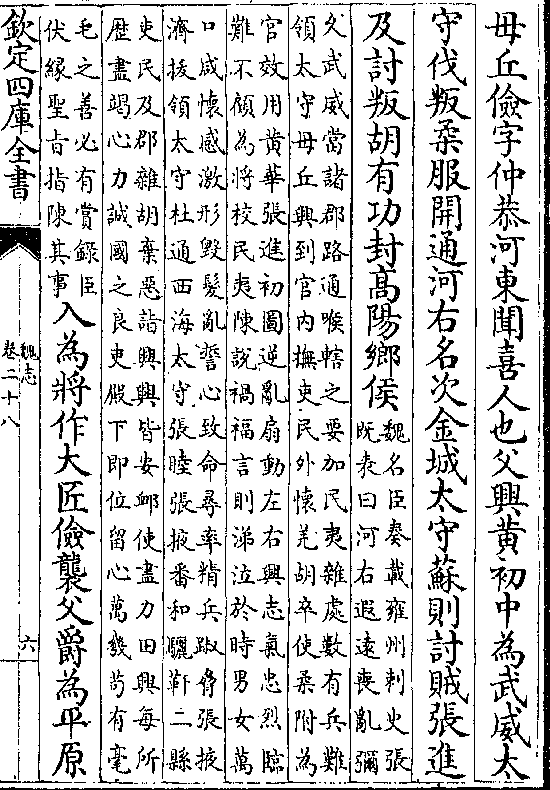 毋丘儉字仲恭河東聞喜人也父興黃初中為武威太
守伐叛柔服開通河右名次金城太守蘇則討賊張進
及討叛胡有功封高陽鄉侯
魏名臣奏載雍州刺史張
既表曰河右遐遠喪亂彌
久武威當諸郡路通喉轄之要加民夷雜處數有兵難
領太守毋丘興到官內撫吏民外懷羌胡卒使柔附為
官效用黃華張進初圖逆亂扇動左右興志氣忠烈臨
難不顧為將校民夷陳說禍福言則涕泣於時男女萬
口咸懷感激形毀髮亂誓心致命尋率精兵踧脅張掖
濟拔領太守杜通西海太守張睦張掖番和驪靬二縣
吏民及郡雜胡棄惡詣興興皆安卹使盡力田興每所
歷盡竭心力誠國之良吏殿下即位留心萬幾苟有毫
毛之善必有賞錄臣
伏緣聖旨指陳其事
入為將作大匠儉襲父爵為平原
欽定四庫全書
魏志
卷二十八
六